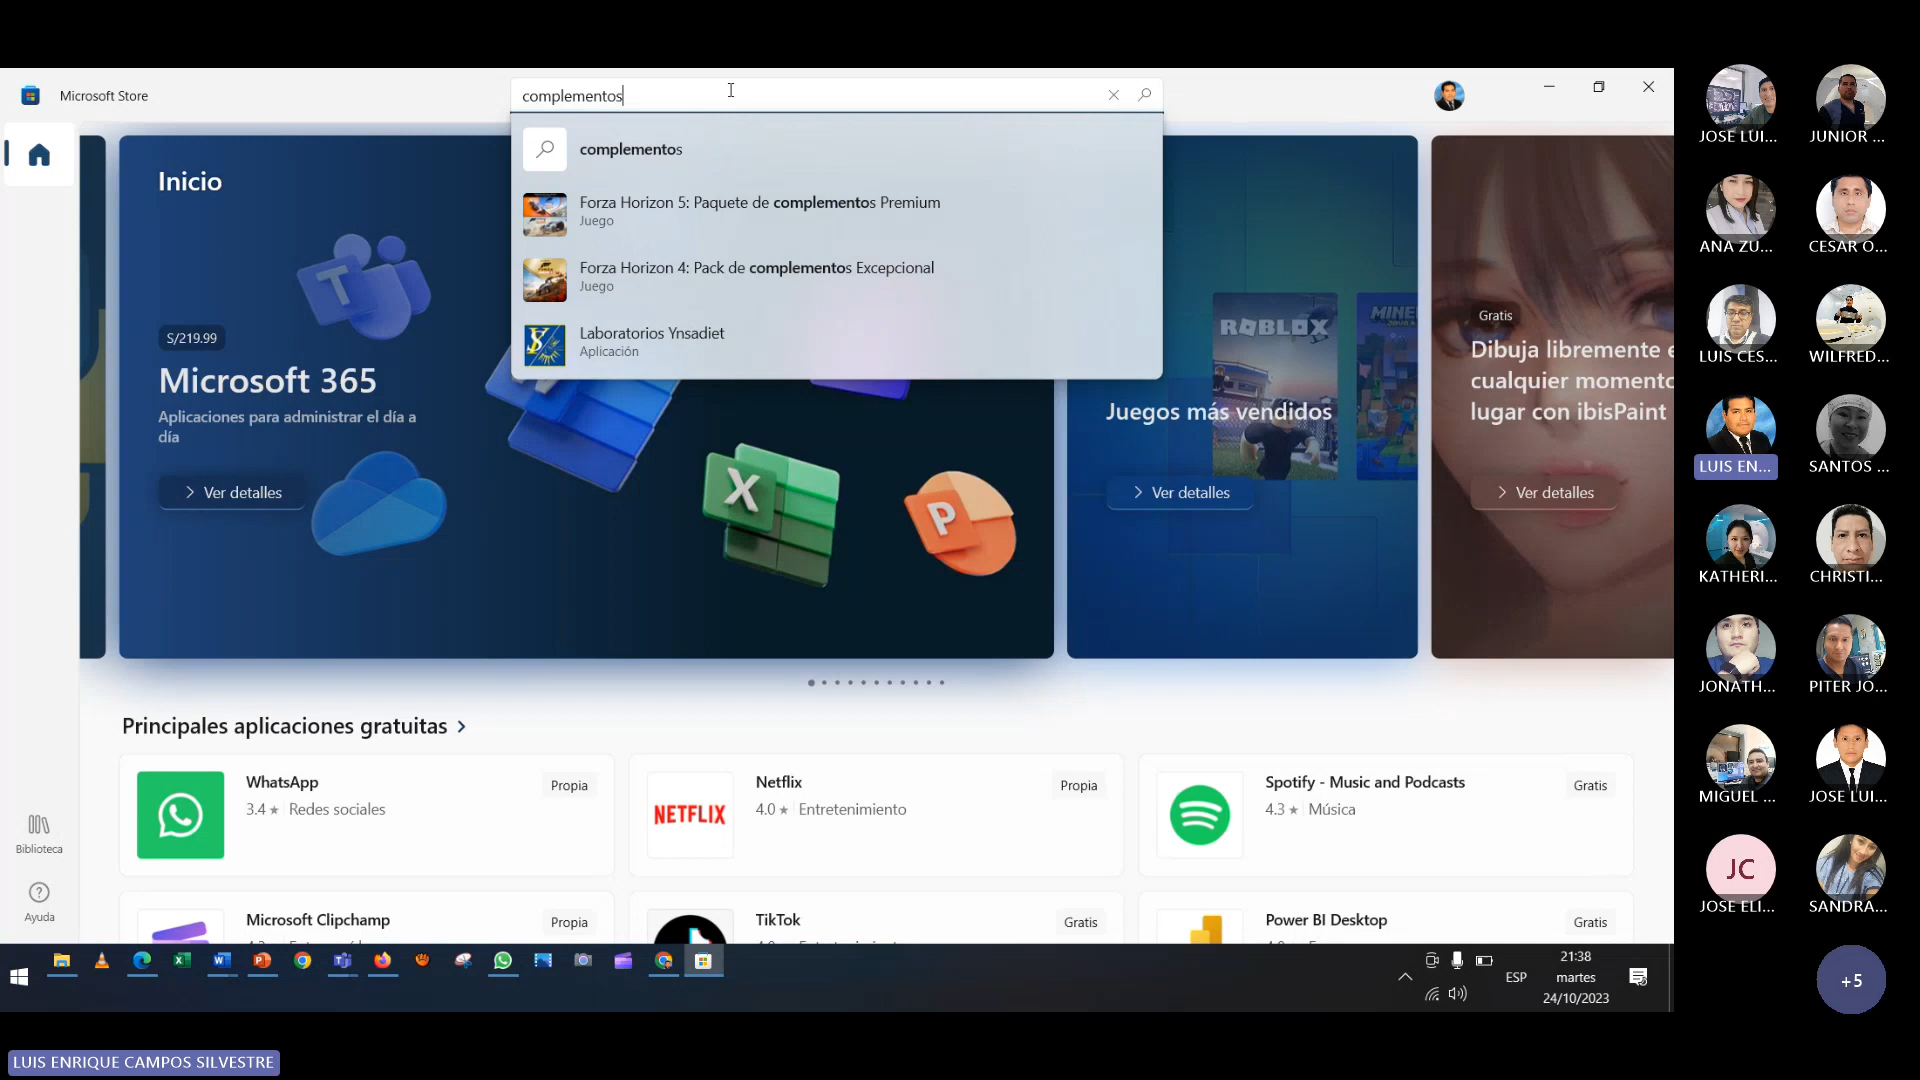 Microsoft Store
complementos
complementos
Forza Horizon 5: Paquete de complementos Premium
Juego
Forza Horizon 4: Pack de complementos Excepcional
Juego
Laboratorios Ynsadiet
Aplicación
Inicio
S/219.99
Microsoft 365
Aplicaciones para administrar el día a
día
Ver detalles
ROBLOX
Juegos más vendidos
Ver detalles
Gratis
Dibuja libremente e
cualquier momento
lugar con ibisPaint
Ver detalles
Principales aplicaciones gratuitas
WhatsApp
3.4 ★ Redes sociales
Propia
NETFLIX
Netflix
4.0 ★ Entretenimiento
Propia
Spotify - Music and Podcasts
4.3 ★ Música
Gratis
Microsoft Clipchamp
Propia
TikTok
Gratis
Power BI Desktop
Gratis
Biblioteca
Ayuda
ESP
21:38
martes
24/10/2023
JOSE LUI...
JUNIOR ...
ANA ZU...
CESAR O...
LUIS CES...
WILFRED...
LUIS EN...
SANTOS ...
KATHERI...
CHRISTI...
JONATH...
PITER JO...
MIGUEL ...
JOSE LUI...
JC
JOSE ELI...
SANDRA...
+5
LUIS ENRIQUE CAMPOS SILVESTRE